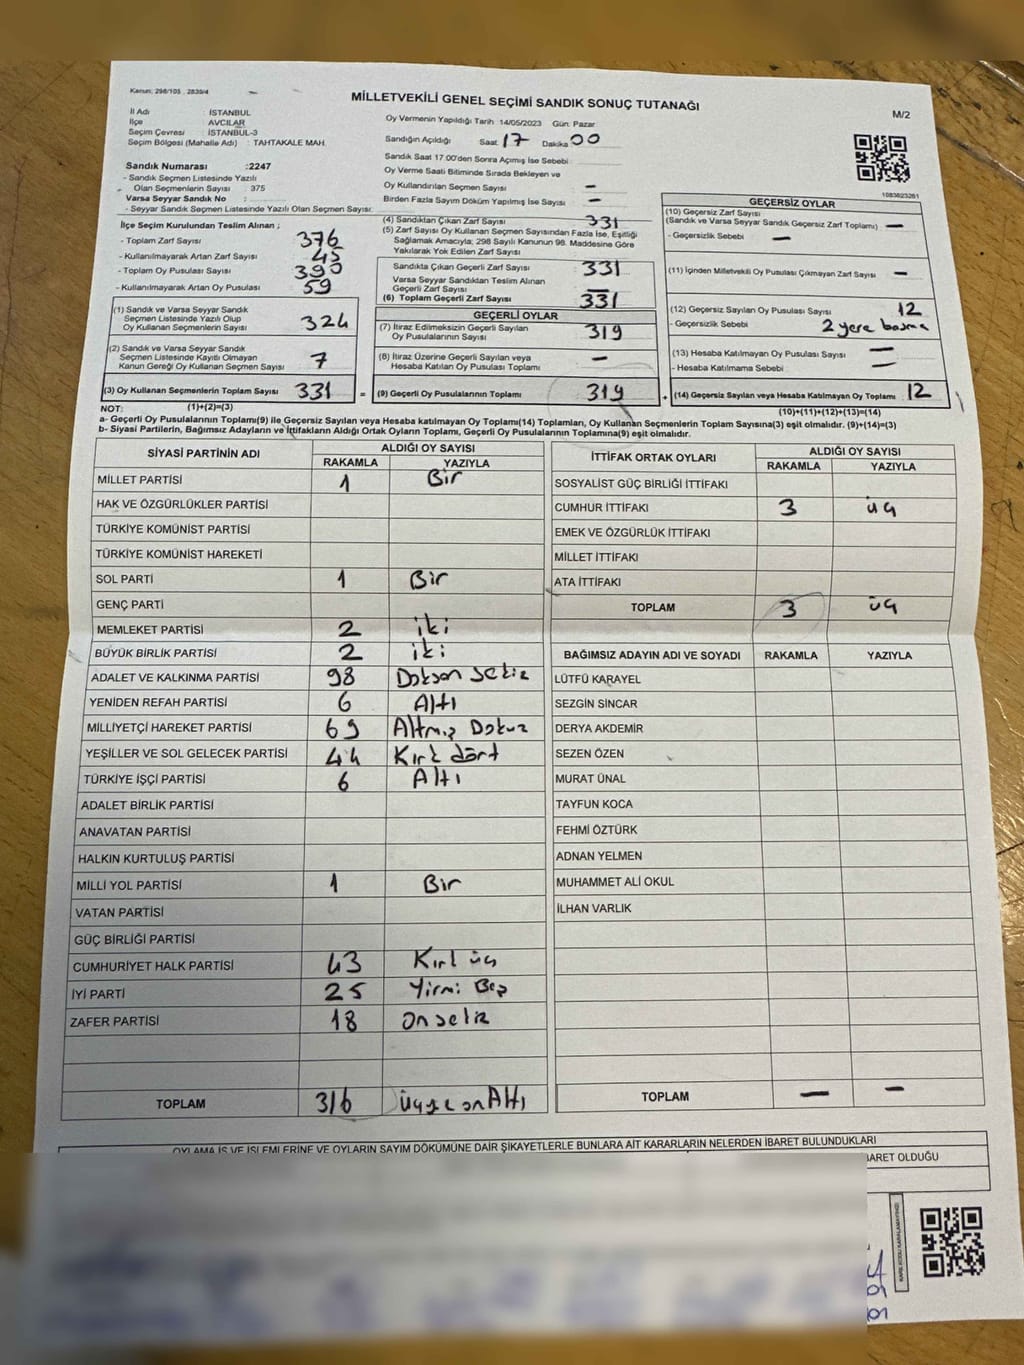 Kanun: 298/105 , 2839/4
MİLLETVEKİLİ GENEL SEÇİMİ SANDIK SONUÇ TUTANAĞI
M/2
İl Adı : İSTANBUL
İlçe : AVCILAR
Seçim Çevresi : İSTANBUL-3
Seçim Bölgesi (Mahalle Adı) : TAHTAKALE MAH.
Sandık Numarası :2247
- Sandık Seçmen Listesinde Yazılı
Olan Seçmenlerin Sayısı : 375
Varsa Seyyar Sandık No :
- Seyyar Sandık Seçmen Listesinde Yazılı Olan Seçmen Sayısı:
İlçe Seçim Kurulundan Teslim Alınan ;
- Toplam Zarf Sayısı : 376
- Kullanılmayarak Artan Zarf Sayısı : 45
- Toplam Oy Pusulası Sayısı : 390
- Kullanılmayarak Artan Oy Pusulası : 59
(1) Sandık ve Varsa Seyyar Sandık
Seçmen Listesinde Yazılı Olup
Oy Kullanan Seçmenlerin Sayısı : 324
(2) Sandık ve Varsa Seyyar Sandık
Seçmen Listesinde Kayıtlı Olmayan
Kanun Gereği Oy Kullanan Seçmen Sayısı : 7
(3) Oy Kullanan Seçmenlerin Toplam Sayısı : 331
Oy Vermenin Yapıldığı Tarih 14/05/2023 Gün: Pazar
Sandığın Açıldığı Saat 17 Dakika 00
Sandık Saat 17.00'den Sonra Açımış İse Sebebi :
Oy Verme Saati Bitiminde Sırada Bekleyen ve
Oy Kullandırılan Seçmen Sayısı : –
Birden Fazla Sayım Döküm Yapılmış İse Sayısı : –
(4) Sandıktan Çıkan Zarf Sayısı : 331
(5) Zarf Sayısı Oy Kullanan Seçmen Sayısından Fazla İse, Eşitliği
Sağlamak Amacıyla; 298 Sayılı Kanunun 98. Maddesine Göre
Yakılarak Yok Edilen Zarf Sayısı :
Sandıkta Çıkan Geçerli Zarf Sayısı : 331
Varsa Seyyar Sandıktan Teslim Alınan
Geçerli Zarf Sayısı : –
(6) Toplam Geçerli Zarf Sayısı : 331
GEÇERLİ OYLAR
(7) İtiraz Edilmeksizin Geçerli Sayılan
Oy Pusulalarının Sayısı : 319
(8) İtiraz Üzerine Geçerli Sayılan veya
Hesaba Katılan Oy Pusulası Toplamı : –
= (9) Geçerli Oy Pusulalarının Toplamı : 319
1083623261
GEÇERSİZ OYLAR
(10) Geçersiz Zarf Sayısı
(Sandık ve Varsa Seyyar Sandık Geçersiz Zarf Toplamı) : –
- Geçersizlik Sebebi : –
(11) İçinden Milletvekili Oy Pusulası Çıkmayan Zarf Sayısı : –
(12) Geçersiz Sayılan Oy Pusulası Sayısı : 12
- Geçersizlik Sebebi : 2 yere basma
(13) Hesaba Katılmayan Oy Pusulası Sayısı : –
- Hesaba Katılmama Sebebi : –
+ (14) Geçersiz Sayılan veya Hesaba Katılmayan Oy Toplamı : 12
NOT: (1)+(2)=(3) (10)+(11)+(12)+(13)=(14)
a- Geçerli Oy Pusulalarının Toplamı(9) ile Geçersiz Sayılan veya Hesaba katılmayan Oy Toplamı(14) Toplamları, Oy Kullanan Seçmenlerin Toplam Sayısına(3) eşit olmalıdır. (9)+(14)=(3)
b- Siyasi Partilerin, Bağımsız Adayların ve İttifakların Aldığı Ortak Oyların Toplamı, Geçerli Oy Pusulalarının Toplamına(9) eşit olmalıdır.
SİYASİ PARTİNİN ADI ALDIĞI OY SAYISI
RAKAMLA YAZIYLA
MİLLET PARTİSİ 1 Bir
HAK VE ÖZGÜRLÜKLER PARTİSİ
TÜRKİYE KOMÜNİST PARTİSİ
TÜRKİYE KOMÜNİST HAREKETİ
SOL PARTİ 1 Bir
GENÇ PARTİ
MEMLEKET PARTİSİ 2 iki
BÜYÜK BİRLİK PARTİSİ 2 iki
ADALET VE KALKINMA PARTİSİ 98 Doksan sekiz
YENİDEN REFAH PARTİSİ 6 Altı
MİLLİYETÇİ HAREKET PARTİSİ 69 Altmış Dokuz
YEŞİLLER VE SOL GELECEK PARTİSİ 44 Kırk dört
TÜRKİYE İŞÇİ PARTİSİ 6 Altı
ADALET BİRLİK PARTİSİ
ANAVATAN PARTİSİ
HALKIN KURTULUŞ PARTİSİ
MİLLİ YOL PARTİSİ 1 Bir
VATAN PARTİSİ
GÜÇ BİRLİĞİ PARTİSİ
CUMHURİYET HALK PARTİSİ 43 Kırk üç
İYİ PARTİ 25 Yirmi Beş
ZAFER PARTİSİ 18 onsekiz
TOPLAM 316 üçyüz on Altı
İTTİFAK ORTAK OYLARI ALDIĞI OY SAYISI
RAKAMLA YAZIYLA
SOSYALİST GÜÇ BİRLİĞİ İTTİFAKI
CUMHUR İTTİFAKI 3 üç
EMEK VE ÖZGÜRLÜK İTTİFAKI
MİLLET İTTİFAKI
ATA İTTİFAKI
TOPLAM 3 üç
BAĞIMSIZ ADAYIN ADI VE SOYADI RAKAMLA YAZIYLA
LÜTFÜ KARAYEL
SEZGİN SİNCAR
DERYA AKDEMİR
SEZEN ÖZEN
MURAT ÜNAL
TAYFUN KOCA
FEHMİ ÖZTÜRK
ADNAN YELMEN
MUHAMMET ALİ OKUL
İLHAN VARLIK
TOPLAM – –
OYLAMA İŞ VE İŞLEMLERİNE VE OYLARIN SAYIM DÖKÜMÜNE DAİR ŞİKAYETLERLE BUNLARA AİT KARARLARIN NELERDEN İBARET BULUNDUKLARI
BARET OLDUĞU